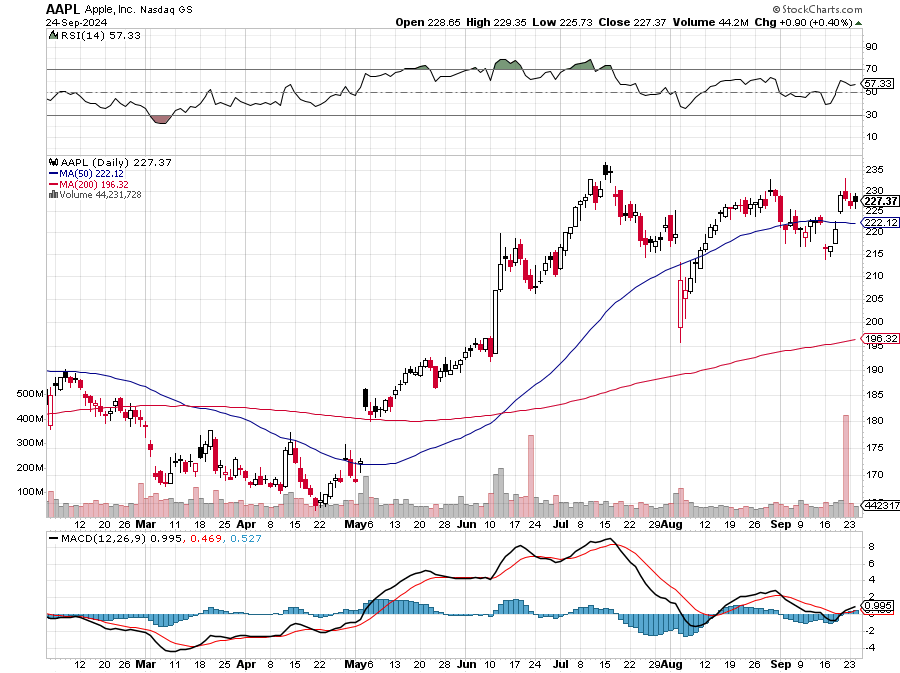 AAPL Apple, Inc. Nasdaq GS © StockCharts.com
24-Sep-2024 Open 228.65 High 229.35 Low 225.73 Close 227.37 Volume 44.2M Chg +0.90 (+0.40%)
RSI(14) 57.33
90
70
57.33
50
30
10
AAPL (Daily) 227.37
MA(50) 222.12
MA(200) 196.32
Volume 44,231,728
235
230
227.37
225
222.12
220
215
210
205
200
196.32
195
190
185
180
175
170
500M
400M
300M
200M
100M
442317
12 20 26 Mar 11 18 25 Apr 8 15 22 May 6 13 20 28 Jun 10 17 24 Jul 8 15 22 29 Aug 12 19 26 Sep 9 16 23
MACD(12,26,9) 0.995, 0.469, 0.527
8
6
4
2
0.995
-2
-4
12 20 26 Mar 11 18 25 Apr 8 15 22 May 6 13 20 28 Jun 10 17 24 Jul 8 15 22 29 Aug 12 19 26 Sep 9 16 23